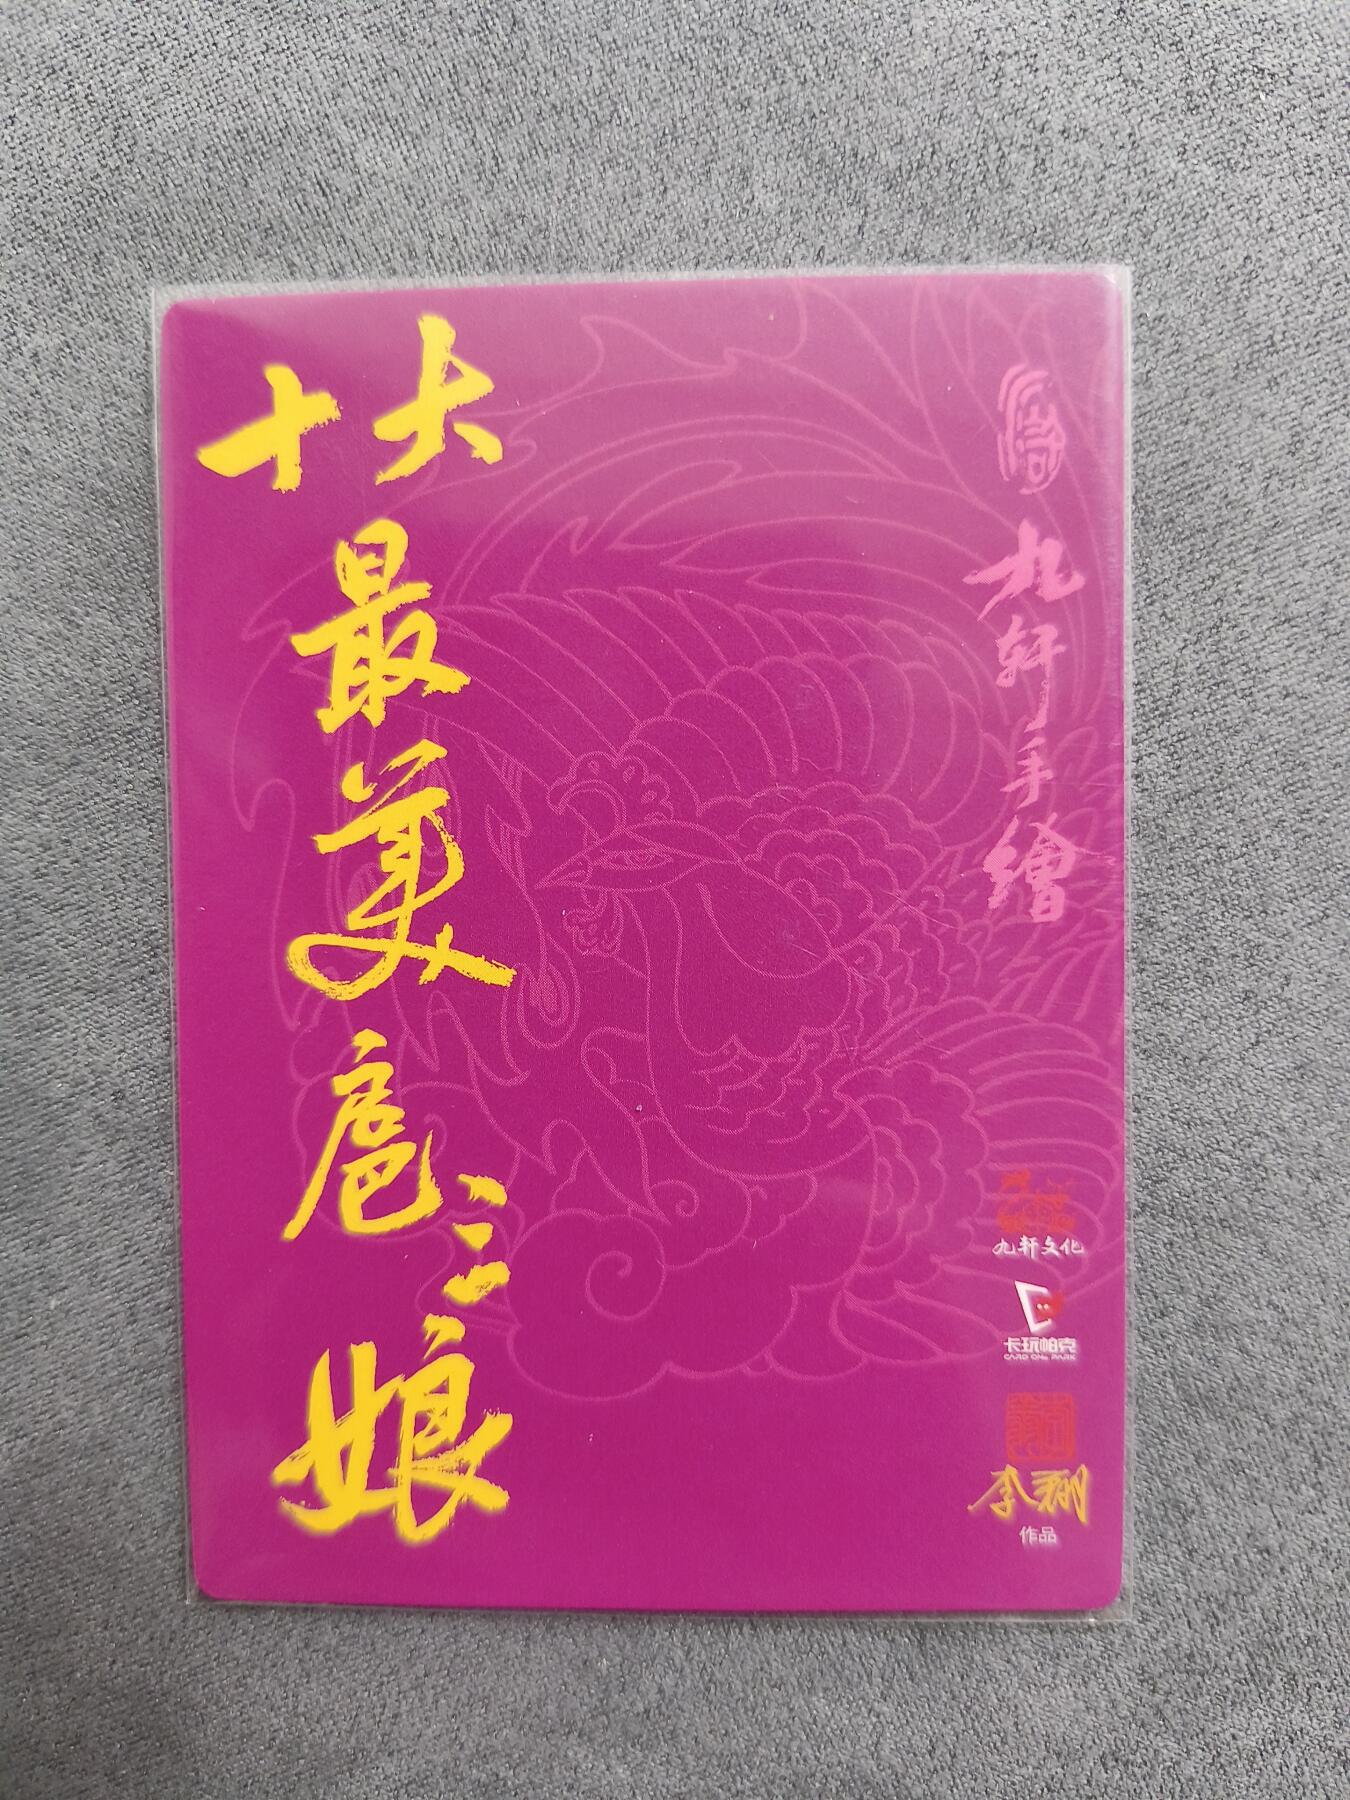 十大最美扈三娘
九轩手繪
九轩文化
卡玩帕克
CARD ONE PARK
李翔
作品